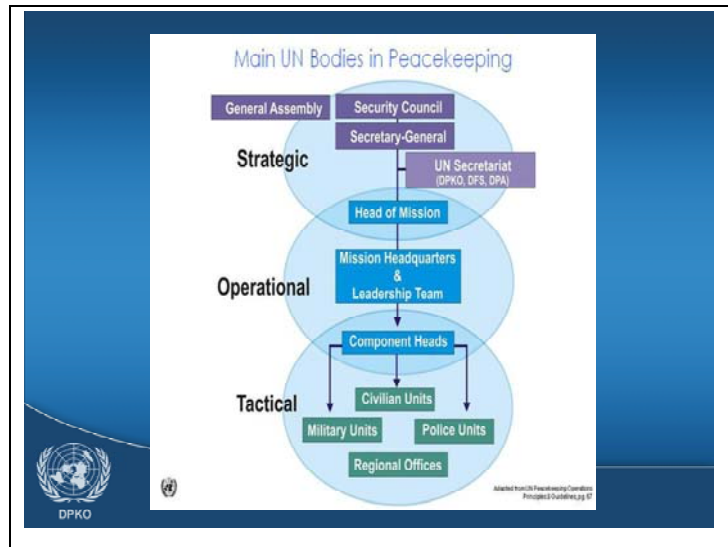 Main UN Bodies in Peacekeeping
General Assembly
Security Council
Secretary-General
Strategic
UN Secretariat
(DPKO, DFS, DPA)
Head of Mission
Mission Headquarters
&
Leadership Team
Operational
Component Heads
Tactical
Civilian Units
Military Units
Police Units
Regional Offices
Adapted from UN Peacekeeping Operations
Principles & Guidelines, pg. 67
DPKO